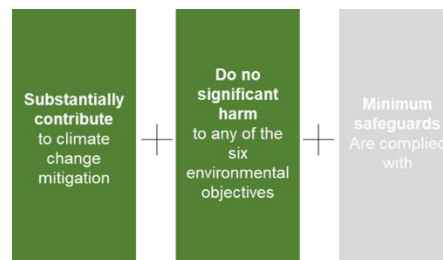 Substantially
contribute
to climate
change
mitigation
+
Do no
significant
harm
to any of the
six
environmental
objectives
+
Minimum
safeguards
Are complied
with